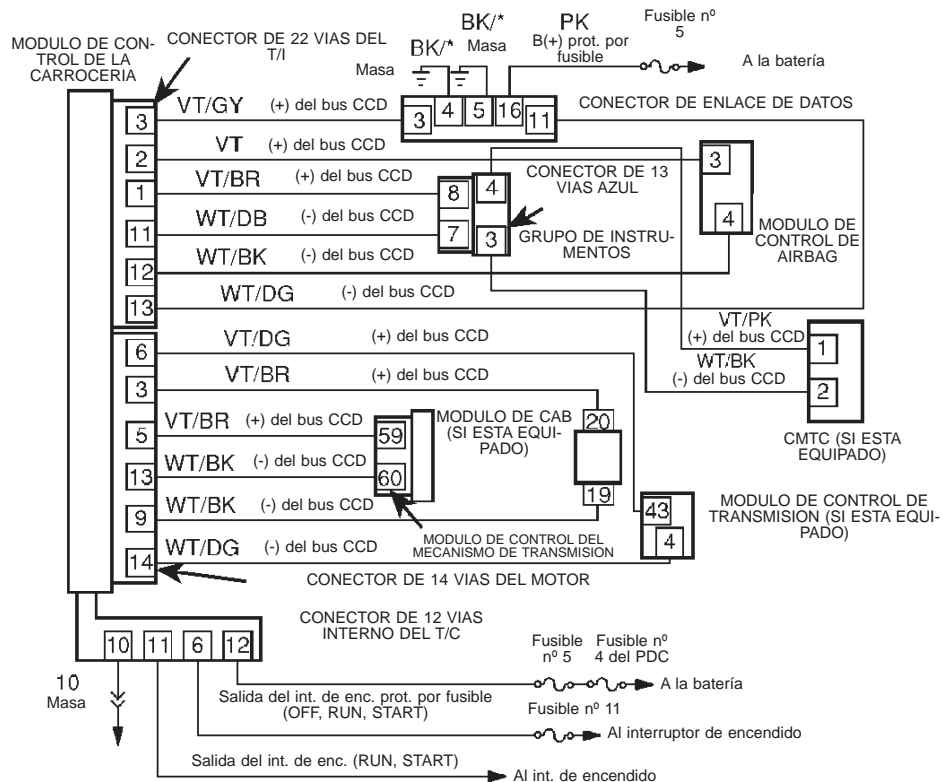 MODULO DE CON-
TROL DE LA
CARROCERIA
CONECTOR DE 22 VIAS DEL
T/I
BK/*
Masa
BK/*
Masa
PK
B(+) prot. por
fusible
Fusible nº
5
A la batería
3
VT/GY
(+) del bus CCD
3
4
5
16
11
CONECTOR DE ENLACE DE DATOS
2
VT
(+) del bus CCD
1
VT/BR
(+) del bus CCD
8
4
CONECTOR DE 13
VIAS AZUL
3
11
WT/DB
(-) del bus CCD
7
3
GRUPO DE INSTRU-
MENTOS
4
MODULO DE
CONTROL DE
AIRBAG
12
WT/BK
(-) del bus CCD
13
WT/DG
(-) del bus CCD
VT/PK
(+) del bus CCD
1
WT/BK
(-) del bus CCD
2
CMTC (SI ESTA
EQUIPADO)
6
VT/DG
(+) del bus CCD
3
VT/BR
(+) del bus CCD
5
VT/BR
(+) del bus CCD
59
MODULO DE CAB
(SI ESTA EQUI-
PADO)
20
13
WT/BK
(-) del bus CCD
60
19
9
WT/BK
(-) del bus CCD
MODULO DE CONTROL DEL
MECANISMO DE TRANSMISION
43
4
MODULO DE CONTROL DE
TRANSMISION (SI ESTA EQUI-
PADO)
14
WT/DG
(-) del bus CCD
CONECTOR DE 14 VIAS DEL MOTOR
CONECTOR DE 12 VIAS
INTERNO DEL T/C
10
11
6
12
10
Masa
Salida del int. de enc. prot. por fusible
(OFF, RUN, START)
Fusible
nº 5
Fusible nº
4 del PDC
A la batería
Fusible nº 11
Al interruptor de encendido
Salida del int. de enc. (RUN, START)
Al int. de encendido